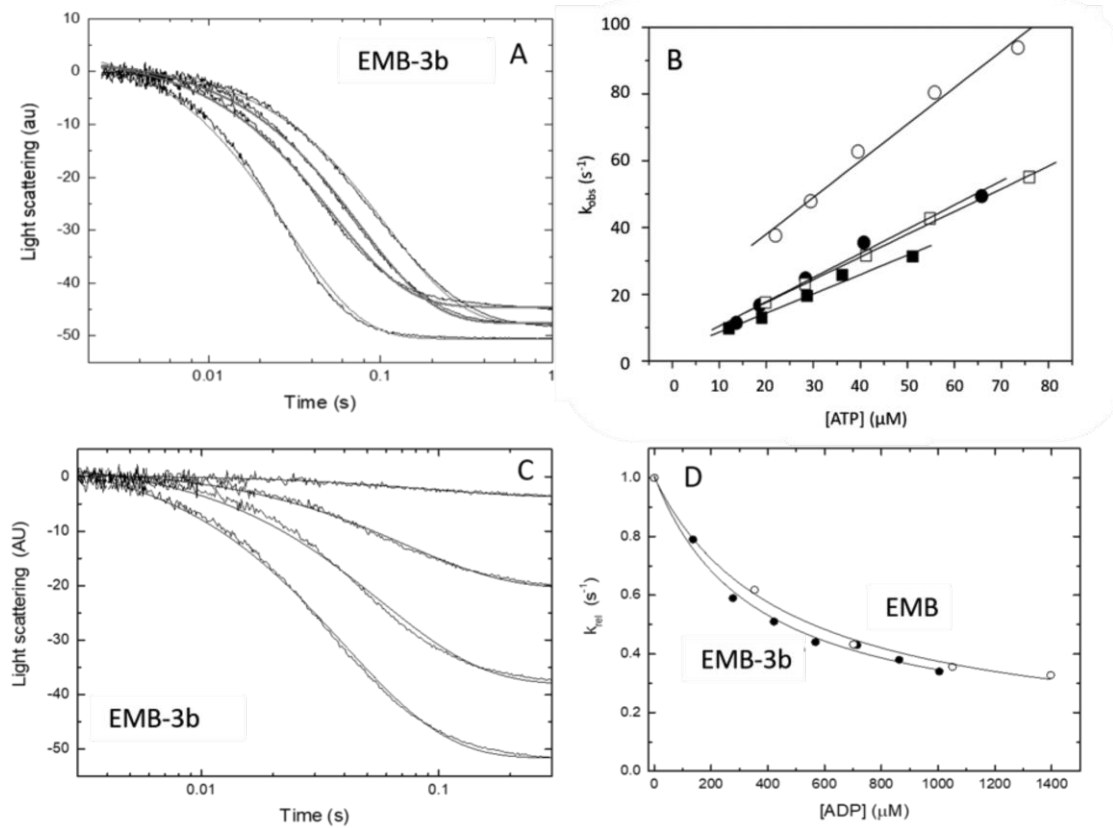 A
EMB-3b
Light scattering (au)
10
0
-10
-20
-30
-40
-50
0.01
0.1
1
Time (s)
B
k_obs (s⁻¹)
100
80
60
40
20
0
0
10
20
30
40
50
60
70
80
[ATP] (µM)
C
EMB-3b
Light scattering (AU)
0
-10
-20
-30
-40
-50
0.01
0.1
Time (s)
D
k_rel (s⁻¹)
1.0
0.8
0.6
0.4
0.2
0.0
EMB
EMB-3b
0
200
400
600
800
1000
1200
1400
[ADP] (µM)